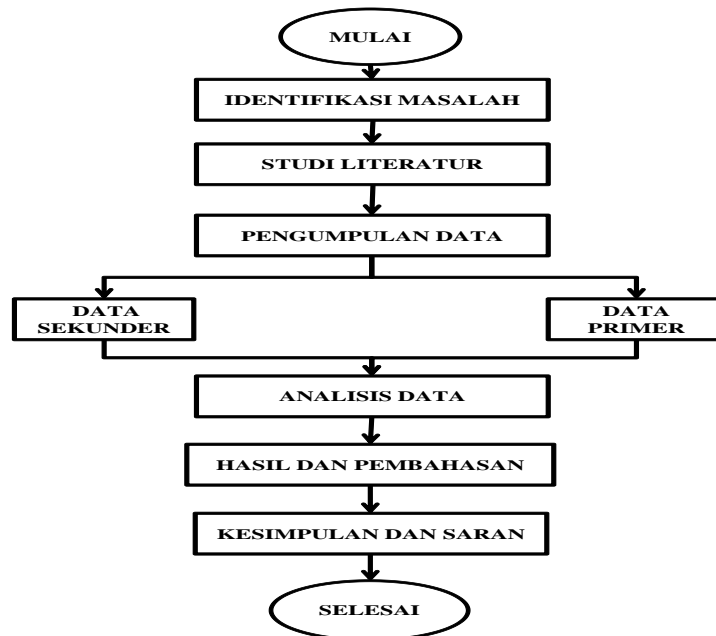 MULAI
IDENTIFIKASI MASALAH
STUDI LITERATUR
PENGUMPULAN DATA
DATA
SEKUNDER
DATA
PRIMER
ANALISIS DATA
HASIL DAN PEMBAHASAN
KESIMPULAN DAN SARAN
SELESAI